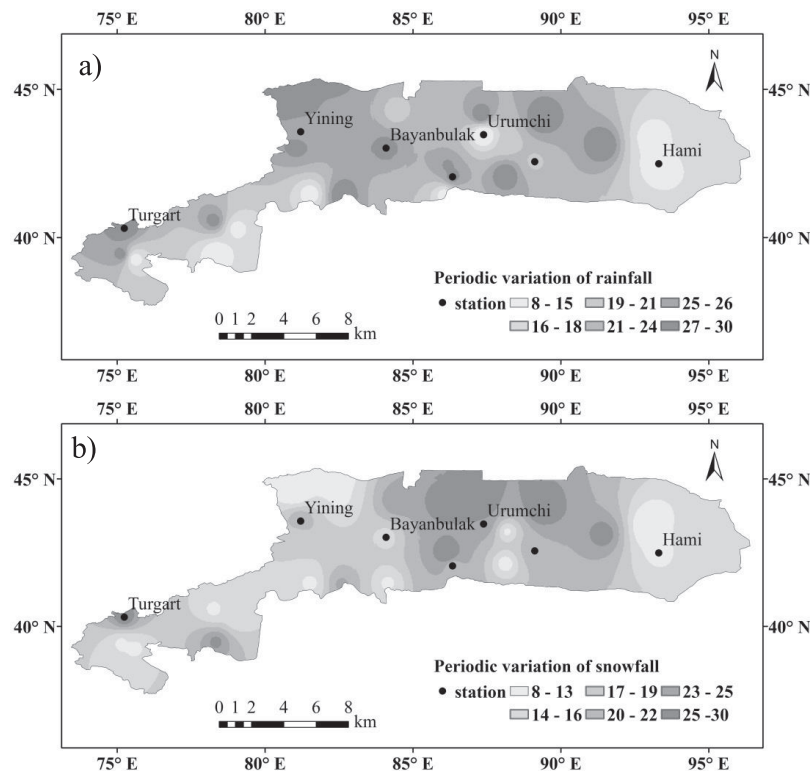 75° E 80° E 85° E 90° E 95° E
a)
N
45° N 45° N
Yining
Urumchi
Bayanbulak
Hami
Turgart
40° N 40° N
Periodic variation of rainfall
station 8 - 15 19 - 21 25 - 26
16 - 18 21 - 24 27 - 30
0 1 2 4 6 8
km
75° E 80° E 85° E 90° E 95° E
75° E 80° E 85° E 90° E 95° E
b)
N
45° N 45° N
Yining
Urumchi
Bayanbulak
Hami
Turgart
40° N 40° N
Periodic variation of snowfall
station 8 - 13 17 - 19 23 - 25
14 - 16 20 - 22 25 -30
0 1 2 4 6 8
km
75° E 80° E 85° E 90° E 95° E